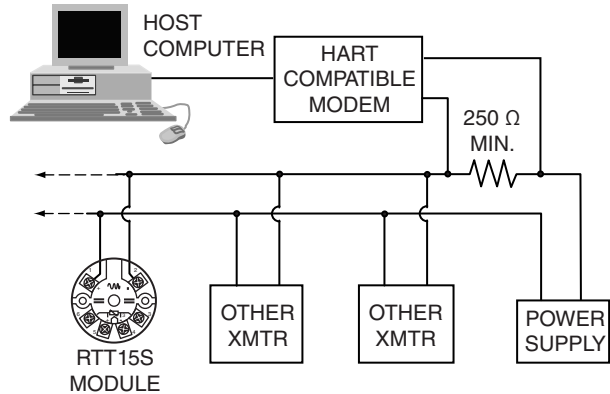 HOST
COMPUTER
HART
COMPATIBLE
MODEM
250 Ω
MIN.
RTT15S
MODULE
OTHER
XMTR
OTHER
XMTR
POWER
SUPPLY